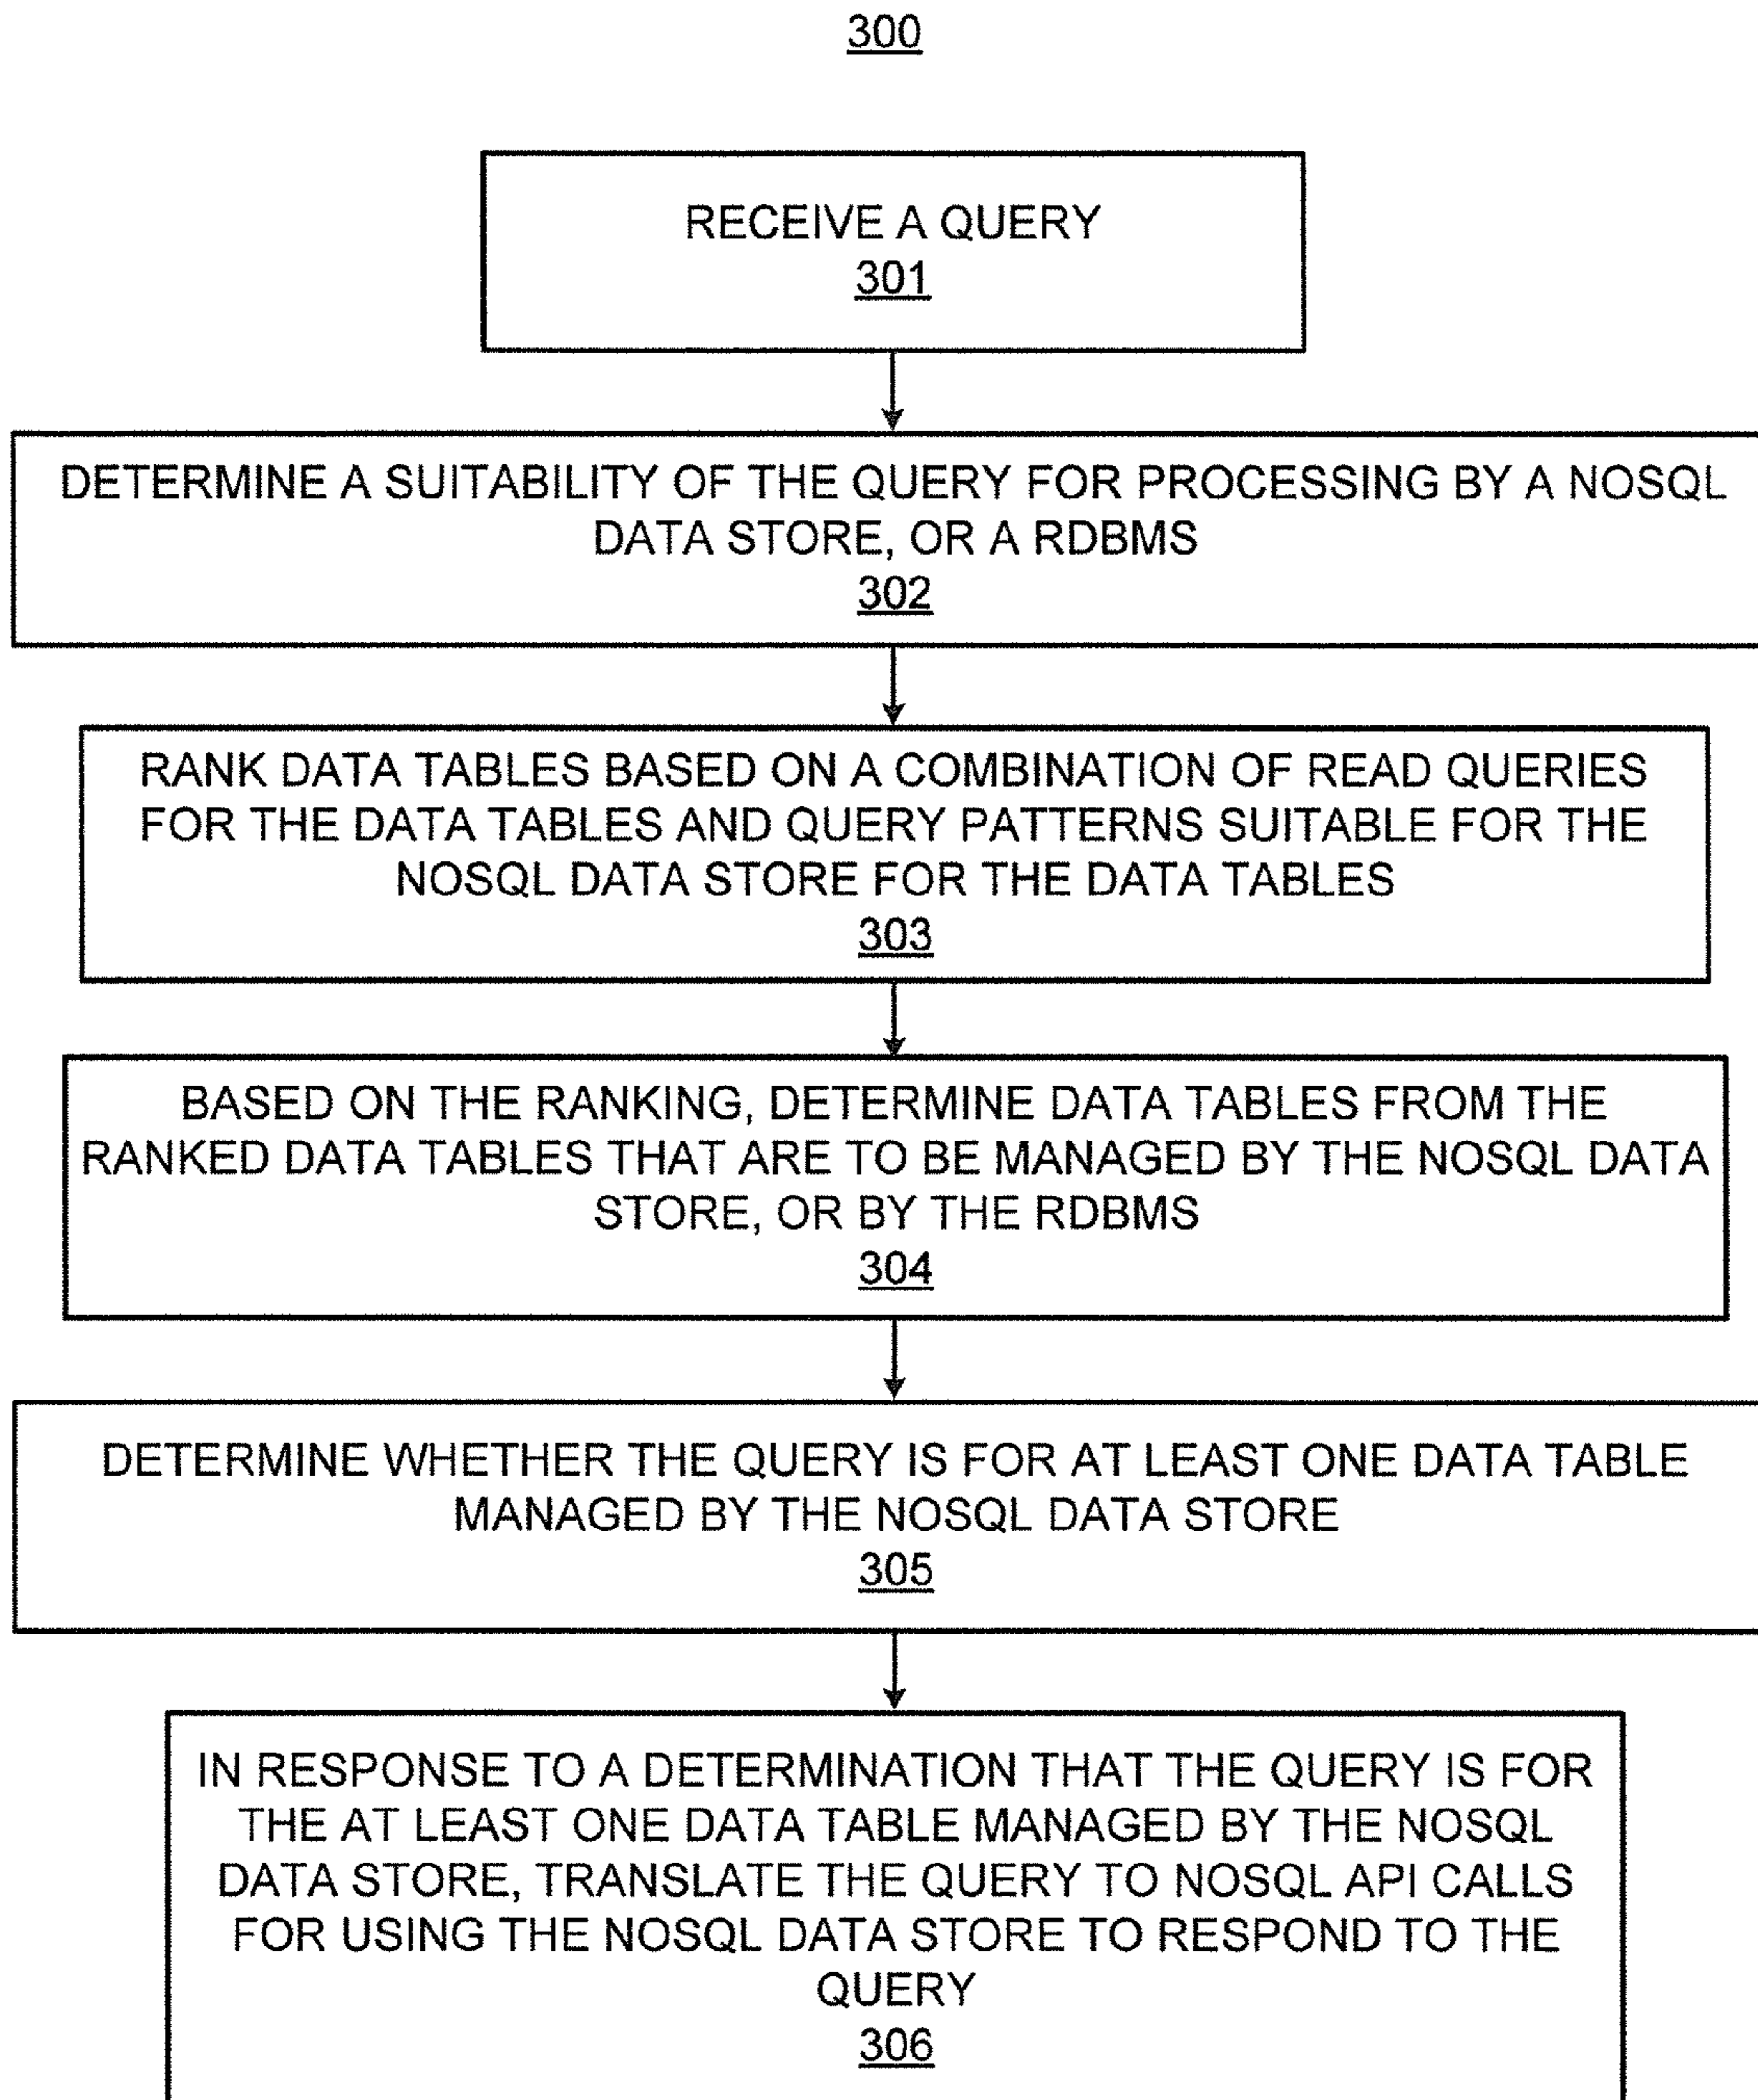 300
RECEIVE A QUERY
301
DETERMINE A SUITABILITY OF THE QUERY FOR PROCESSING BY A NOSQL
DATA STORE, OR A RDBMS
302
RANK DATA TABLES BASED ON A COMBINATION OF READ QUERIES
FOR THE DATA TABLES AND QUERY PATTERNS SUITABLE FOR THE
NOSQL DATA STORE FOR THE DATA TABLES
303
BASED ON THE RANKING, DETERMINE DATA TABLES FROM THE
RANKED DATA TABLES THAT ARE TO BE MANAGED BY THE NOSQL DATA
STORE, OR BY THE RDBMS
304
DETERMINE WHETHER THE QUERY IS FOR AT LEAST ONE DATA TABLE
MANAGED BY THE NOSQL DATA STORE
305
IN RESPONSE TO A DETERMINATION THAT THE QUERY IS FOR
THE AT LEAST ONE DATA TABLE MANAGED BY THE NOSQL
DATA STORE, TRANSLATE THE QUERY TO NOSQL API CALLS
FOR USING THE NOSQL DATA STORE TO RESPOND TO THE
QUERY
306